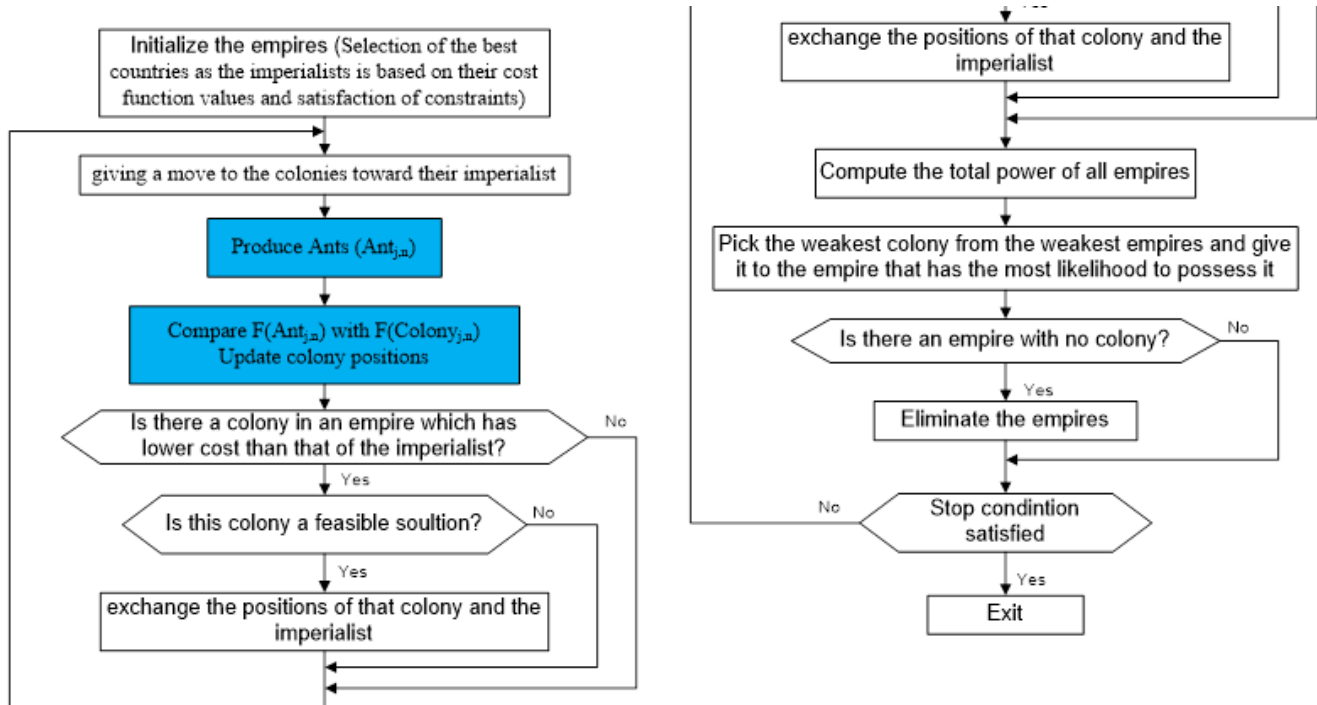 Initialize the empires (Selection of the best
countries as the imperialists is based on their cost
function values and satisfaction of constraints)
giving a move to the colonies toward their imperialist
Produce Ants (Antj,n)
Compare F(Antj,n) with F(Colonyj,n)
Update colony positions
Is there a colony in an empire which has
lower cost than that of the imperialist?
No
Yes
Is this colony a feasible soultion?
No
Yes
exchange the positions of that colony and the
imperialist
Yes
exchange the positions of that colony and the
imperialist
Compute the total power of all empires
Pick the weakest colony from the weakest empires and give
it to the empire that has the most likelihood to possess it
Is there an empire with no colony?
No
Yes
Eliminate the empires
No
Stop condintion
satisfied
Yes
Exit